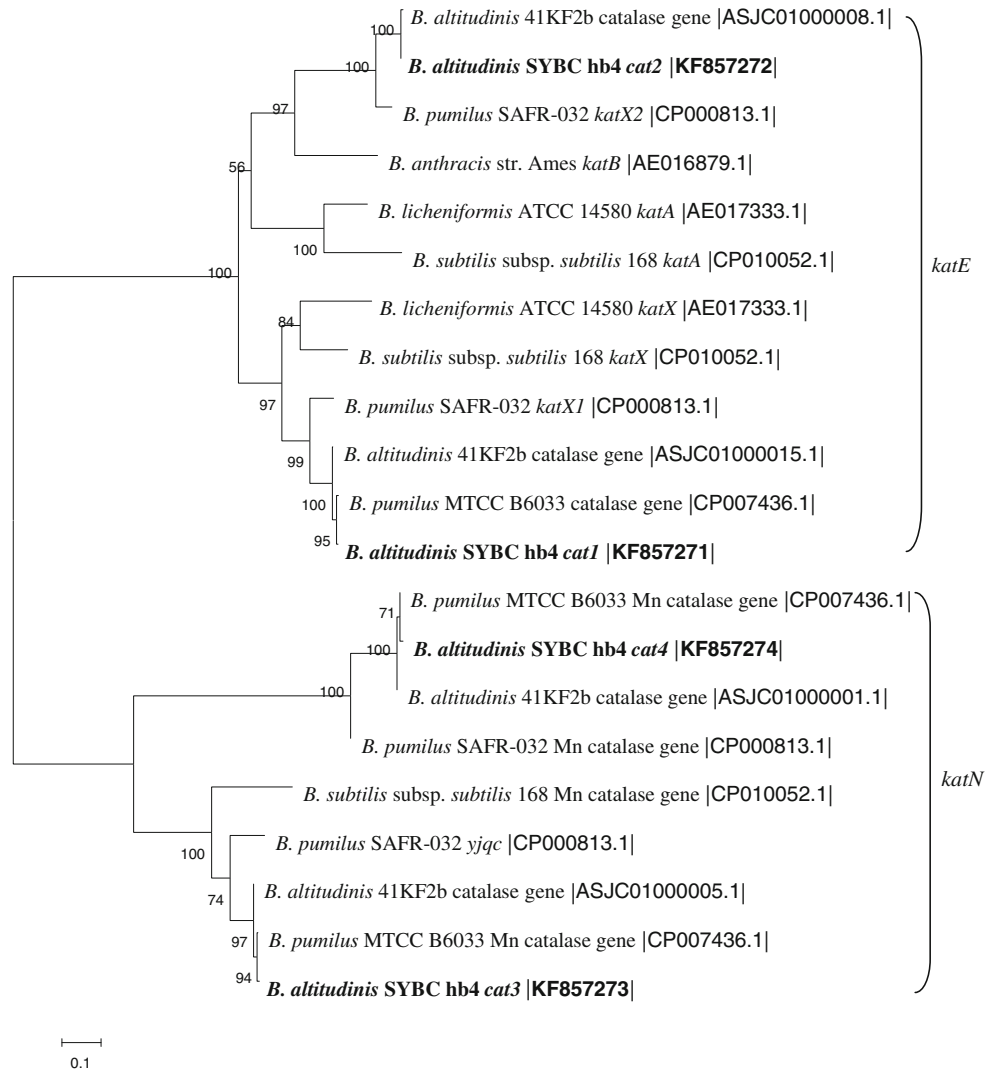 B. altitudinis 41KF2b catalase gene |ASJC01000008.1|
100
B. altitudinis SYBC hb4 cat2 |KF857272|
100
B. pumilus SAFR-032 katX2 |CP000813.1|
97
B. anthracis str. Ames katB |AE016879.1|
56
B. licheniformis ATCC 14580 katA |AE017333.1|
100
B. subtilis subsp. subtilis 168 katA |CP010052.1|
100
katE
B. licheniformis ATCC 14580 katX |AE017333.1|
84
B. subtilis subsp. subtilis 168 katX |CP010052.1|
97
B. pumilus SAFR-032 katX1 |CP000813.1|
99
B. altitudinis 41KF2b catalase gene |ASJC01000015.1|
100
B. pumilus MTCC B6033 catalase gene |CP007436.1|
95
B. altitudinis SYBC hb4 cat1 |KF857271|
B. pumilus MTCC B6033 Mn catalase gene |CP007436.1|
71
B. altitudinis SYBC hb4 cat4 |KF857274|
100
B. altitudinis 41KF2b catalase gene |ASJC01000001.1|
100
B. pumilus SAFR-032 Mn catalase gene |CP000813.1|
katN
B. subtilis subsp. subtilis 168 Mn catalase gene |CP010052.1|
B. pumilus SAFR-032 yjqc |CP000813.1|
100
B. altitudinis 41KF2b catalase gene |ASJC01000005.1|
74
B. pumilus MTCC B6033 Mn catalase gene |CP007436.1|
97
94
B. altitudinis SYBC hb4 cat3 |KF857273|
0.1